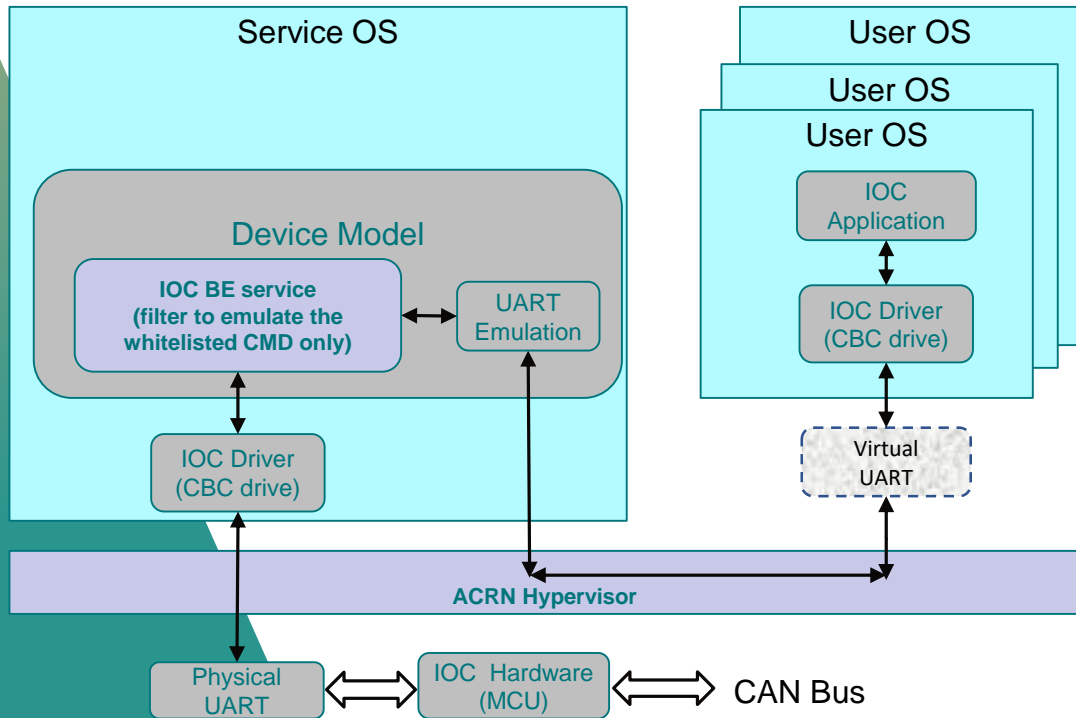 Service OS
Device Model
IOC BE service
(filter to emulate the
whitelisted CMD only)
UART
Emulation
IOC Driver
(CBC drive)
User OS
User OS
User OS
IOC
Application
IOC Driver
(CBC drive)
Virtual
UART
ACRN Hypervisor
Physical
UART
IOC Hardware
(MCU)
CAN Bus